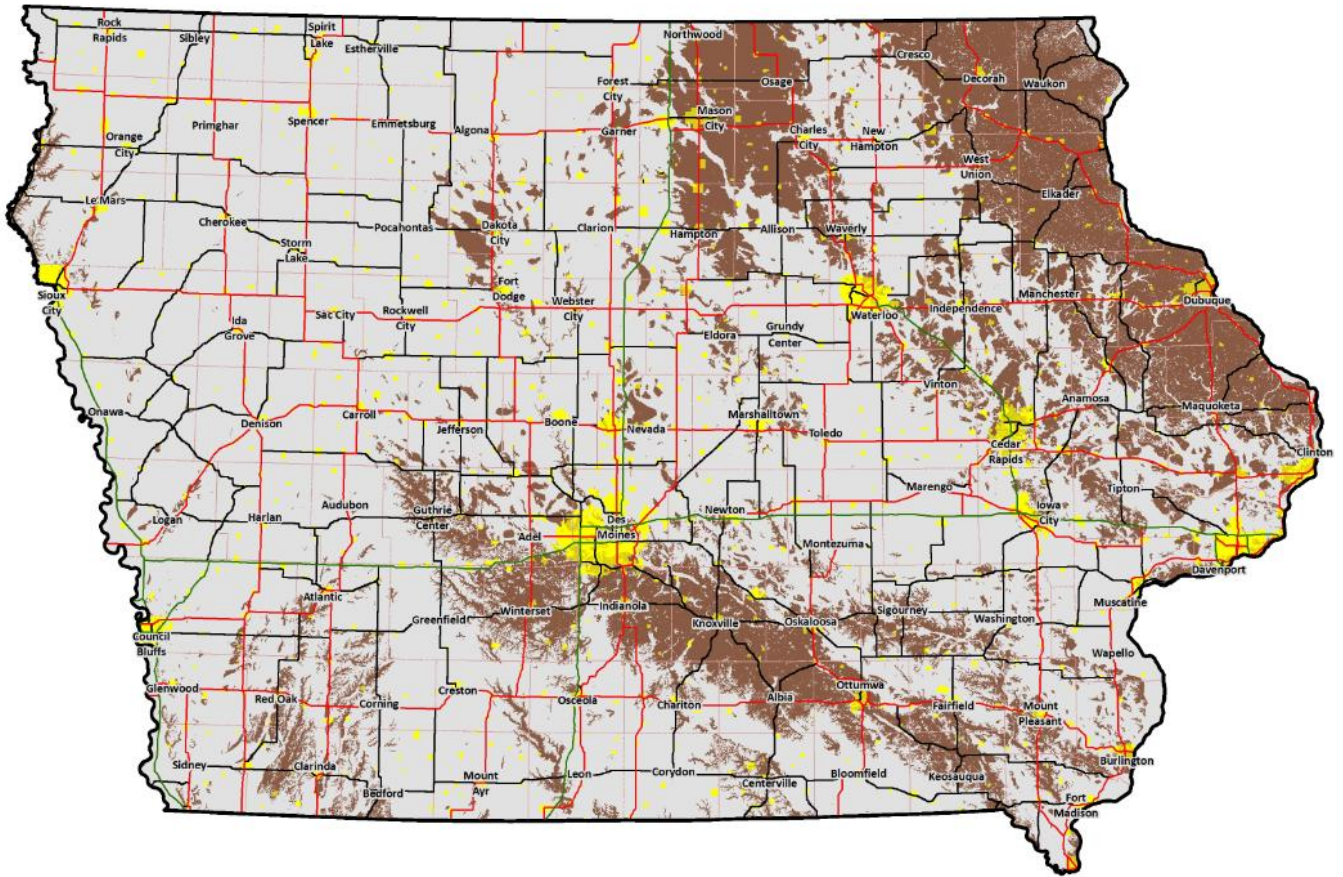 Rock
Rapids
Sibley
Spirit
Lake
Estherville
Northwood
Cresco
Decorah
Waukon
Forest
City
Osage
Orange
City
Primghar
Spencer
Emmetsburg
Algona
Garner
Mason
City
Charles
City
New
Hampton
West
Union
Elkader
Le Mars
Cherokee
Storm
Lake
Pocahontas
Dakota
City
Clarion
Hampton
Allison
Waverly
Sioux
City
Ida
Grove
Sac City
Rockwell
City
Fort
Dodge
Webster
City
Eldora
Grundy
Center
Waterloo
Independence
Manchester
Dubuque
Vinton
Anamosa
Maquoketa
Onawa
Denison
Carroll
Jefferson
Boone
Nevada
Marshalltown
Toledo
Cedar
Rapids
Clinton
Logan
Harlan
Audubon
Guthrie
Center
Adel
Des
Moines
Newton
Marengo
Iowa
City
Tipton
Montezuma
Davenport
Council
Bluffs
Atlantic
Greenfield
Winterset
Indianola
Knoxville
Oskaloosa
Sigourney
Washington
Muscatine
Wapello
Glenwood
Red Oak
Corning
Creston
Osceola
Chariton
Albia
Ottumwa
Fairfield
Mount
Pleasant
Burlington
Sidney
Clarinda
Bedford
Mount
Ayr
Leon
Corydon
Centerville
Bloomfield
Keosauqua
Fort
Madison